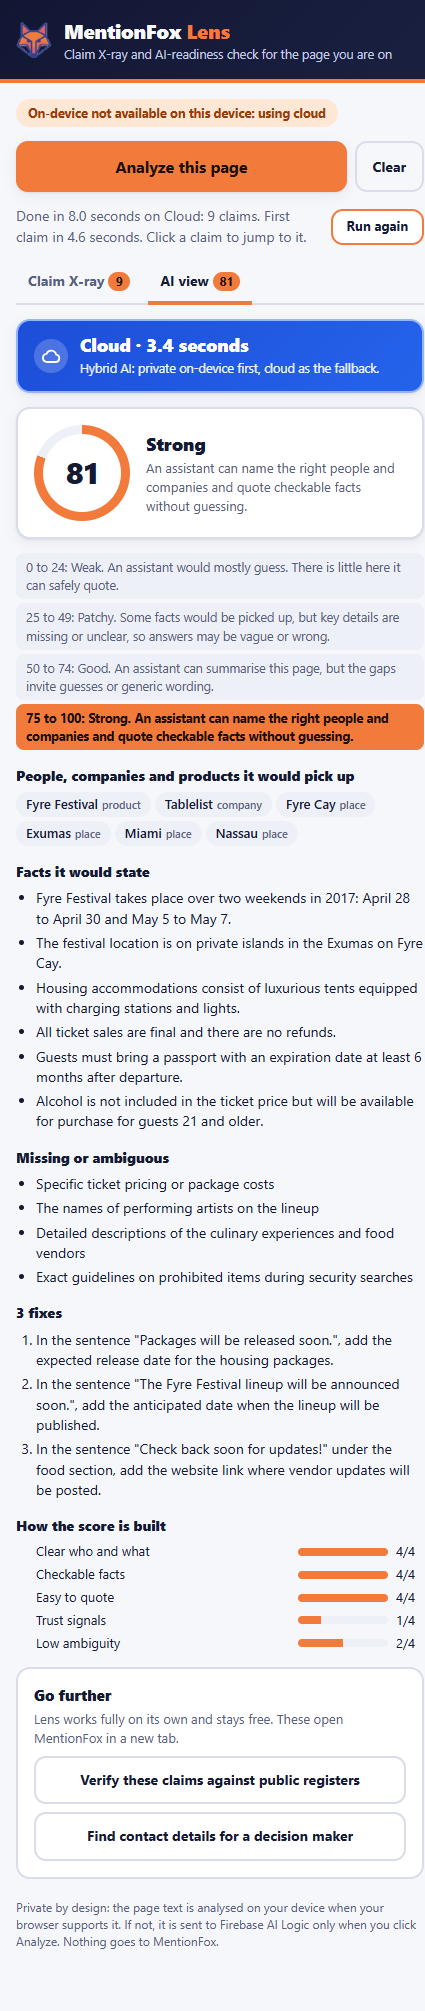 MentionFox Lens
Claim X-ray and AI-readiness check for the page you are on
On-device not available on this device: using cloud
Analyze this page
Clear
Done in 8.0 seconds on Cloud: 9 claims. First
claim in 4.6 seconds. Click a claim to jump to it.
Run again
Claim X-ray 9
AI view 81
Cloud · 3.4 seconds
Hybrid AI: private on-device first, cloud as the fallback.
81
Strong
An assistant can name the right people and
companies and quote checkable facts
without guessing.
0 to 24: Weak. An assistant would mostly guess. There is little here it
can safely quote.
25 to 49: Patchy. Some facts would be picked up, but key details are
missing or unclear, so answers may be vague or wrong.
50 to 74: Good. An assistant can summarise this page, but the gaps
invite guesses or generic wording.
75 to 100: Strong. An assistant can name the right people and
companies and quote checkable facts without guessing.
People, companies and products it would pick up
Fyre Festival product
Tablelist company
Fyre Cay place
Exumas place
Miami place
Nassau place
Facts it would state
• Fyre Festival takes place over two weekends in 2017: April 28
to April 30 and May 5 to May 7.
• The festival location is on private islands in the Exumas on Fyre
Cay.
• Housing accommodations consist of luxurious tents equipped
with charging stations and lights.
• All ticket sales are final and there are no refunds.
• Guests must bring a passport with an expiration date at least 6
months after departure.
• Alcohol is not included in the ticket price but will be available
for purchase for guests 21 and older.
Missing or ambiguous
• Specific ticket pricing or package costs
• The names of performing artists on the lineup
• Detailed descriptions of the culinary experiences and food
vendors
• Exact guidelines on prohibited items during security searches
3 fixes
1. In the sentence "Packages will be released soon.", add the
expected release date for the housing packages.
2. In the sentence "The Fyre Festival lineup will be announced
soon.", add the anticipated date when the lineup will be
published.
3. In the sentence "Check back soon for updates!" under the
food section, add the website link where vendor updates will
be posted.
How the score is built
Clear who and what 4/4
Checkable facts 4/4
Easy to quote 4/4
Trust signals 1/4
Low ambiguity 2/4
Go further
Lens works fully on its own and stays free. These open
MentionFox in a new tab.
Verify these claims against public registers
Find contact details for a decision maker
Private by design: the page text is analysed on your device when your
browser supports it. If not, it is sent to Firebase AI Logic only when you click
Analyze. Nothing goes to MentionFox.